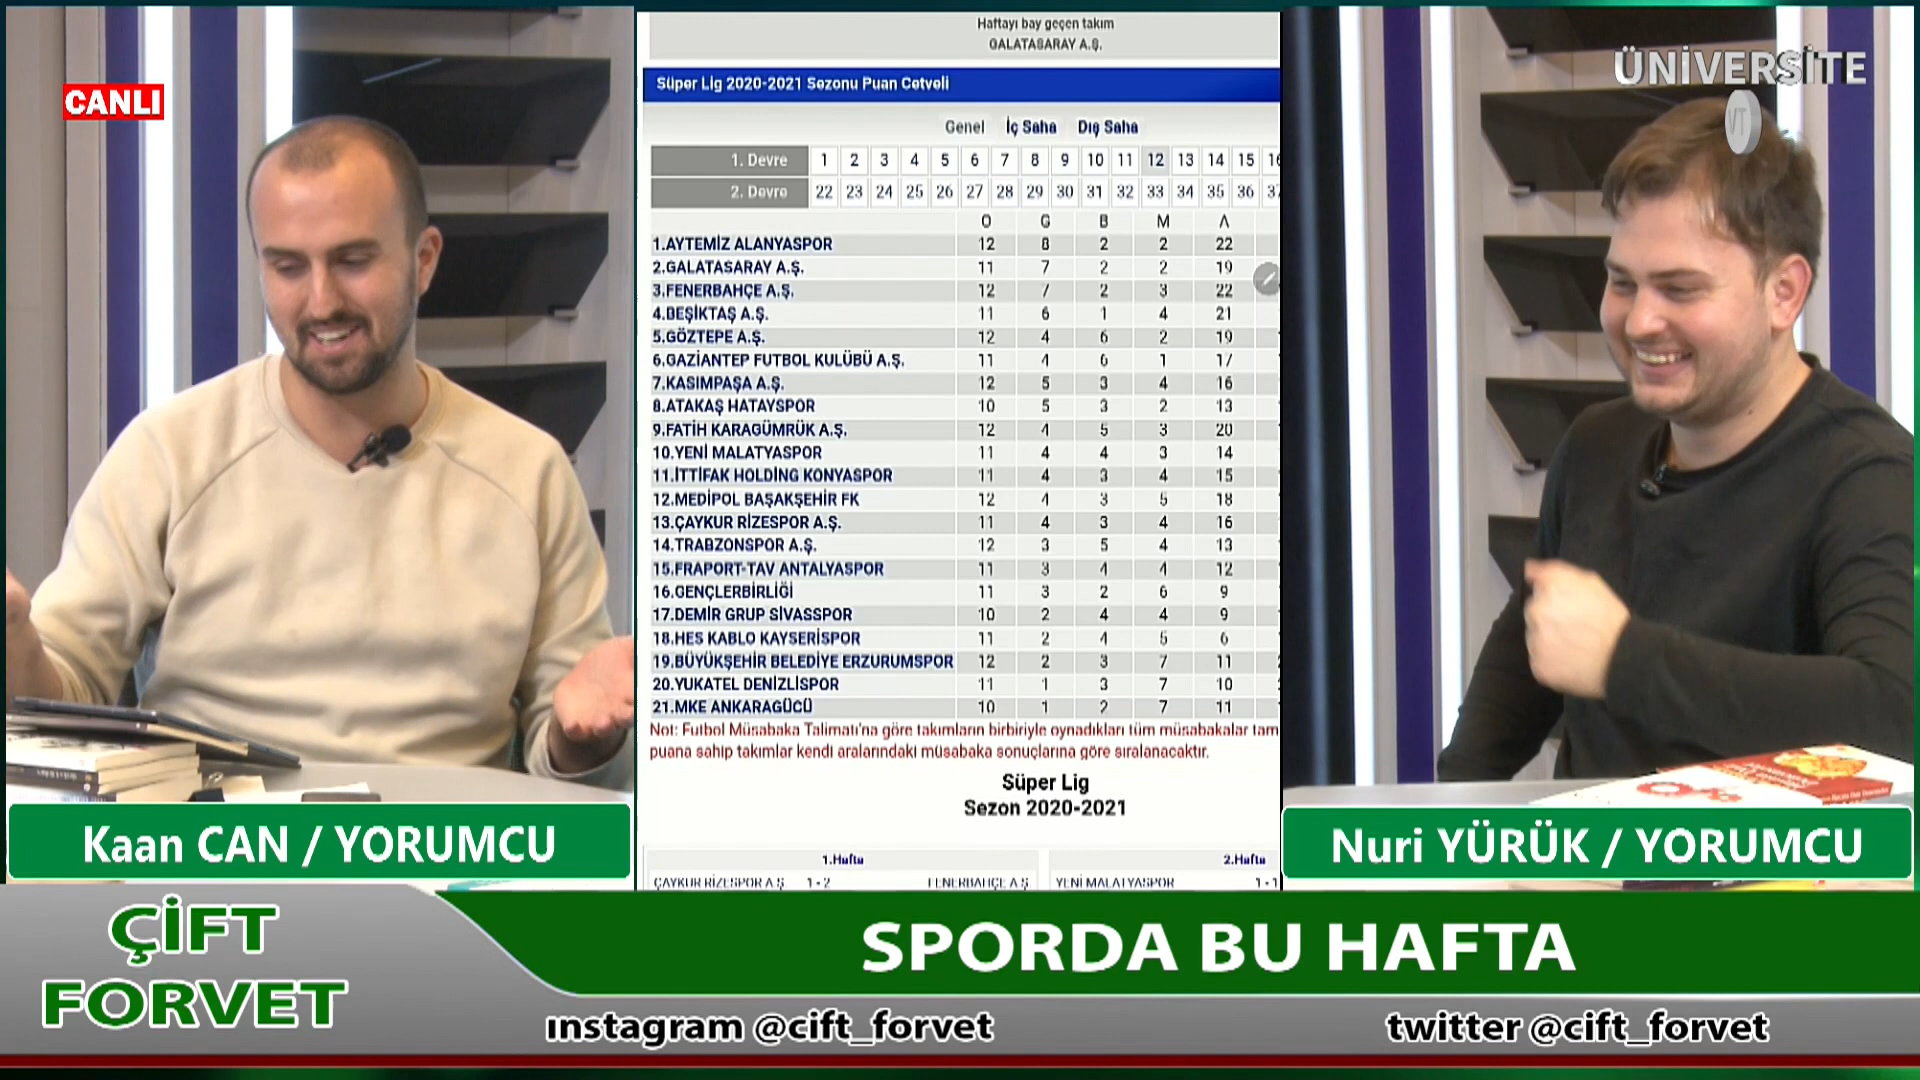 CANLI
ÜNİVERSİTE
TV
Haftayı bay geçen takım
GALATASARAY A.Ş.
Süper Lig 2020-2021 Sezonu Puan Cetveli
Genel İç Saha Dış Saha
1. Devre 1 2 3 4 5 6 7 8 9 10 11 12 13 14 15 16
2. Devre 22 23 24 25 26 27 28 29 30 31 32 33 34 35 36 37
O G B M A
1.AYTEMİZ ALANYASPOR 12 8 2 2 22
2.GALATASARAY A.Ş. 11 7 2 2 19
3.FENERBAHÇE A.Ş. 12 7 2 3 22
4.BEŞİKTAŞ A.Ş. 11 6 1 4 21
5.GÖZTEPE A.Ş. 12 4 6 2 19
6.GAZİANTEP FUTBOL KULÜBÜ A.Ş. 11 4 6 1 17
7.KASIMPAŞA A.Ş. 12 5 3 4 16
8.ATAKAŞ HATAYSPOR 10 5 3 2 13
9.FATİH KARAGÜMRÜK A.Ş. 12 4 5 3 20
10.YENİ MALATYASPOR 11 4 4 3 14
11.İTTİFAK HOLDİNG KONYASPOR 11 4 3 4 15
12.MEDİPOL BAŞAKŞEHİR FK 12 4 3 5 18
13.ÇAYKUR RİZESPOR A.Ş. 11 4 3 4 16
14.TRABZONSPOR A.Ş. 12 3 5 4 13
15.FRAPORT-TAV ANTALYASPOR 11 3 4 4 12
16.GENÇLERBİRLİĞİ 11 3 2 6 9
17.DEMİR GRUP SİVASSPOR 10 2 4 4 9
18.HES KABLO KAYSERİSPOR 11 2 4 5 6
19.BÜYÜKŞEHİR BELEDİYE ERZURUMSPOR 12 2 3 7 11
20.YUKATEL DENİZLİSPOR 11 1 3 7 10
21.MKE ANKARAGÜCÜ 10 1 2 7 11
Not: Futbol Müsabaka Talimatı'na göre takımların birbiriyle oynadıkları tüm müsabakalar tam
puana sahip takımlar kendi aralarındaki müsabaka sonuçlarına göre sıralanacaktır.
Süper Lig
Sezon 2020-2021
1.Hafta 2.Hafta
ÇAYKUR RİZESPOR A.Ş. 1 - 2 FENERBAHÇE A.Ş. YENİ MALATYASPOR 1 - 1
Kaan CAN / YORUMCU
Nuri YÜRÜK / YORUMCU
ÇİFT
FORVET
SPORDA BU HAFTA
ınstagram @cift_forvet
twitter @cift_forvet